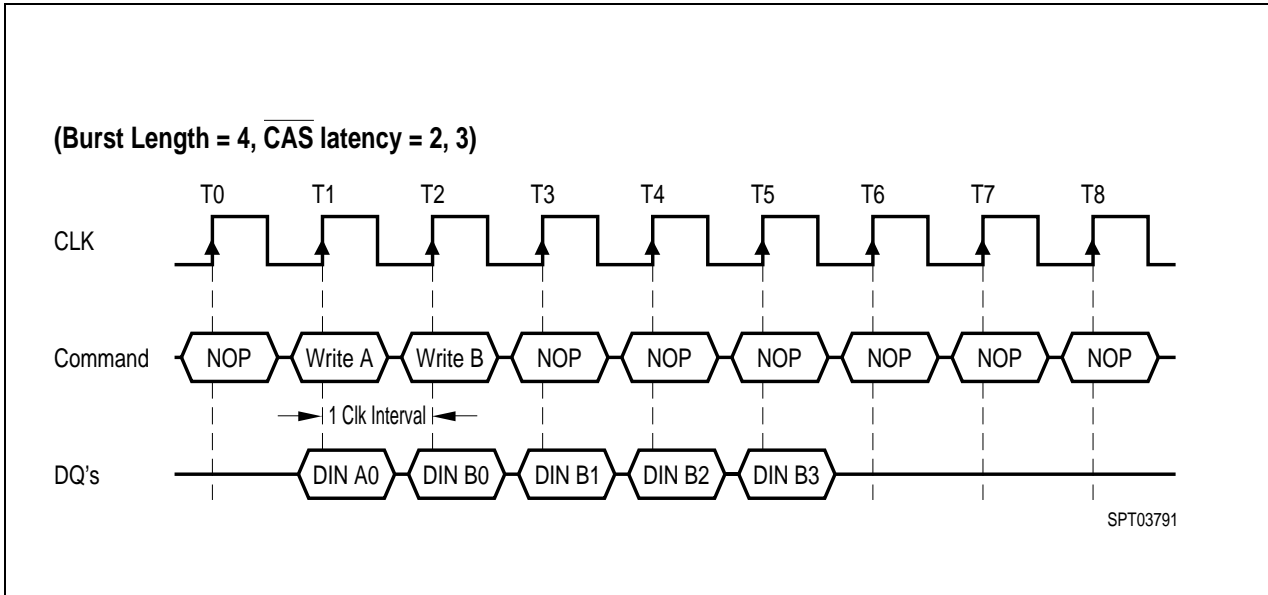 (Burst Length = 4, CAS latency = 2, 3)
T0 T1 T2 T3 T4 T5 T6 T7 T8
CLK
Command NOP Write A Write B NOP NOP NOP NOP NOP NOP
1 Clk Interval
DQ's DIN A0 DIN B0 DIN B1 DIN B2 DIN B3
SPT03791